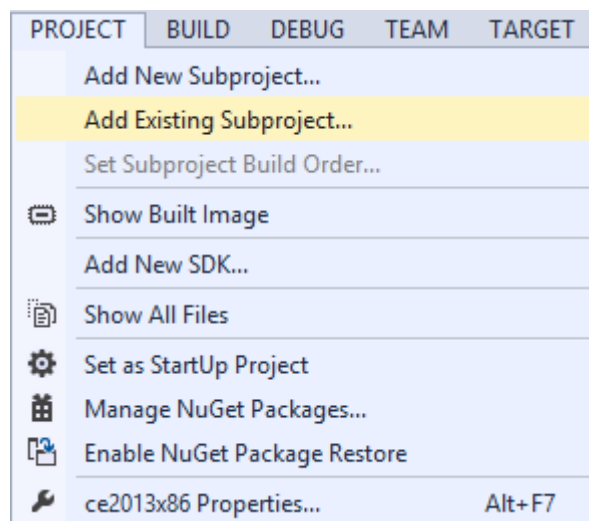 PROJECT BUILD DEBUG TEAM TARGET
Add New Subproject...
Add Existing Subproject...
Set Subproject Build Order...
Show Built Image
Add New SDK...
Show All Files
Set as StartUp Project
Manage NuGet Packages...
Enable NuGet Package Restore
ce2013x86 Properties... Alt+F7